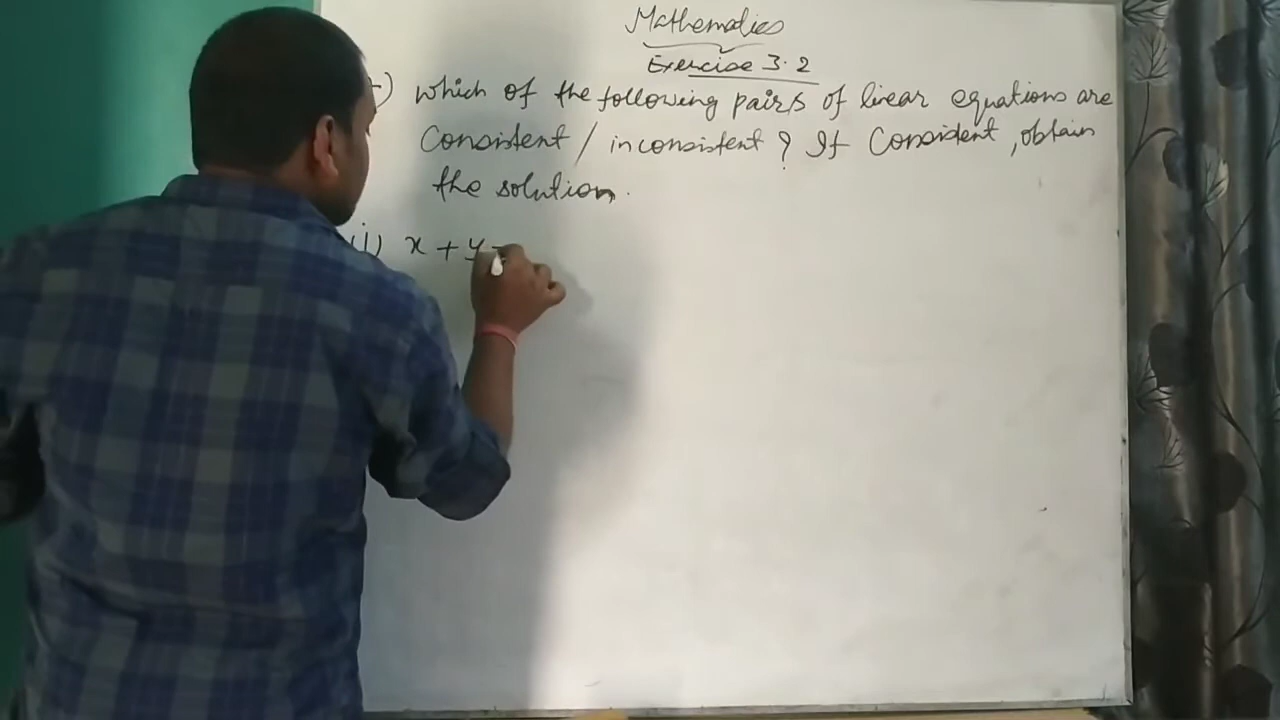 Mathematics
Exercise 3.2
) which of the following pairs of linear equations are
Consistent / inconsistent ? If Consistent, obtain
the solution.
(i) x + y =